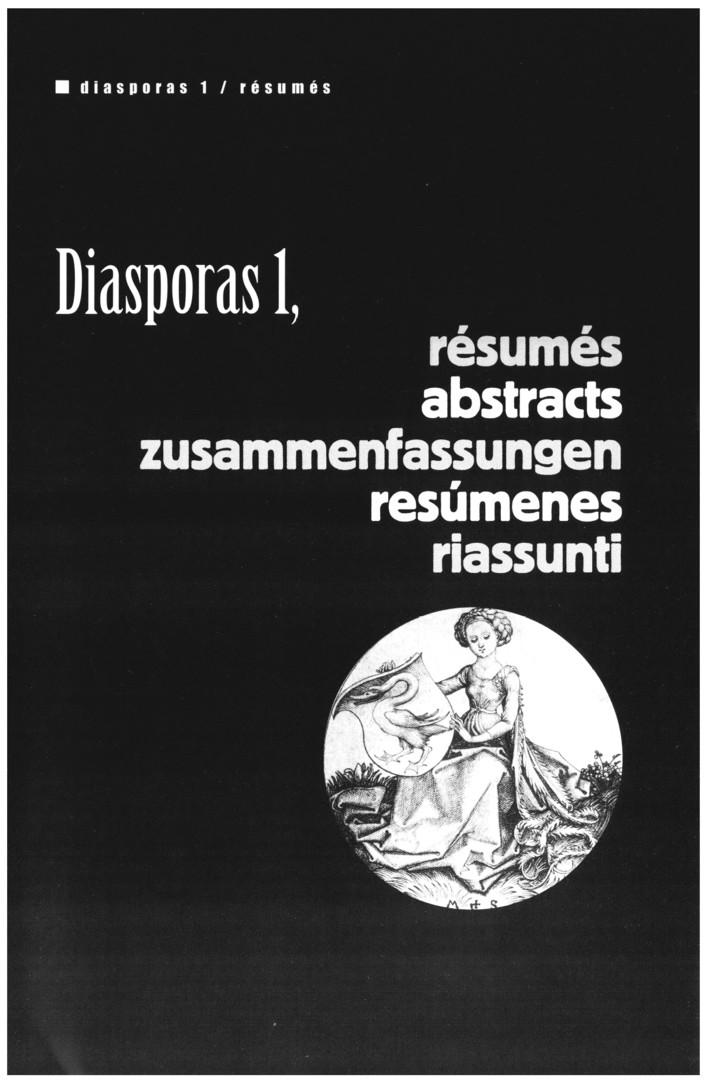 diasporas 1 / résumés
Diasporas 1,
résumés
abstracts
zusammenfassungen
resúmenes
riassunti
M + S